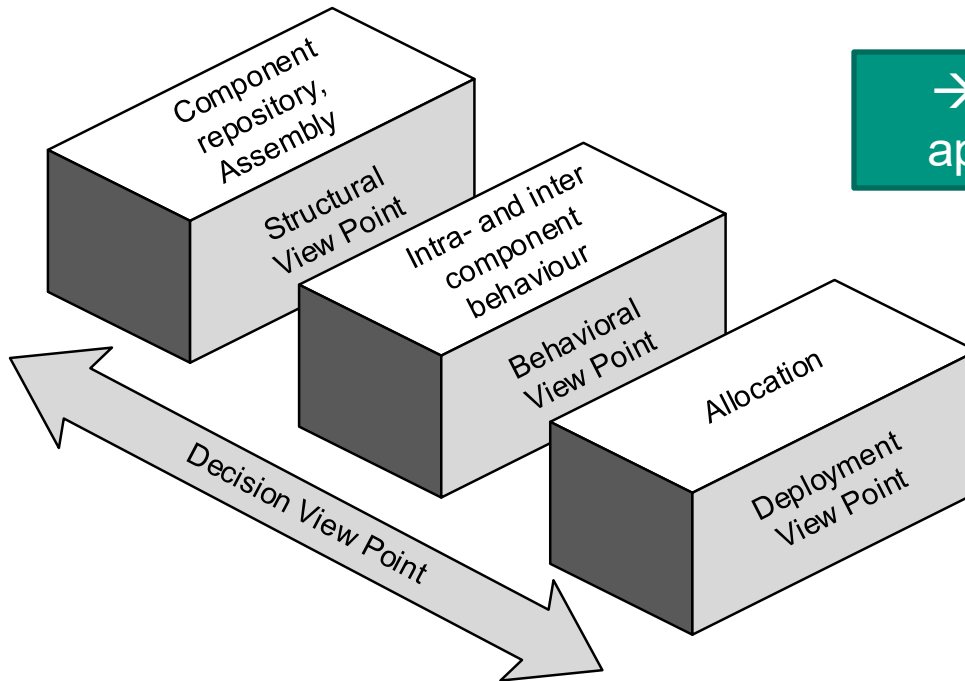 Component
repository,
Assembly
Structural
View Point
Intra- and inter
component
behaviour
Behavioral
View Point
Allocation
Deployment
View Point
Decision View Point
→